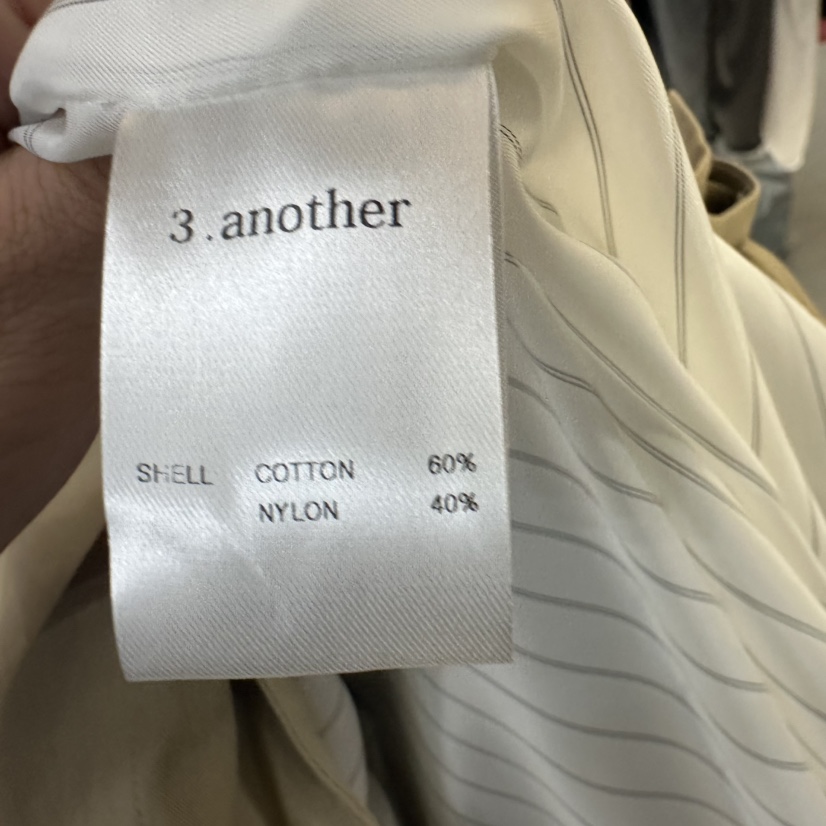 3.another
SHELL COTTON 60%
NYLON 40%